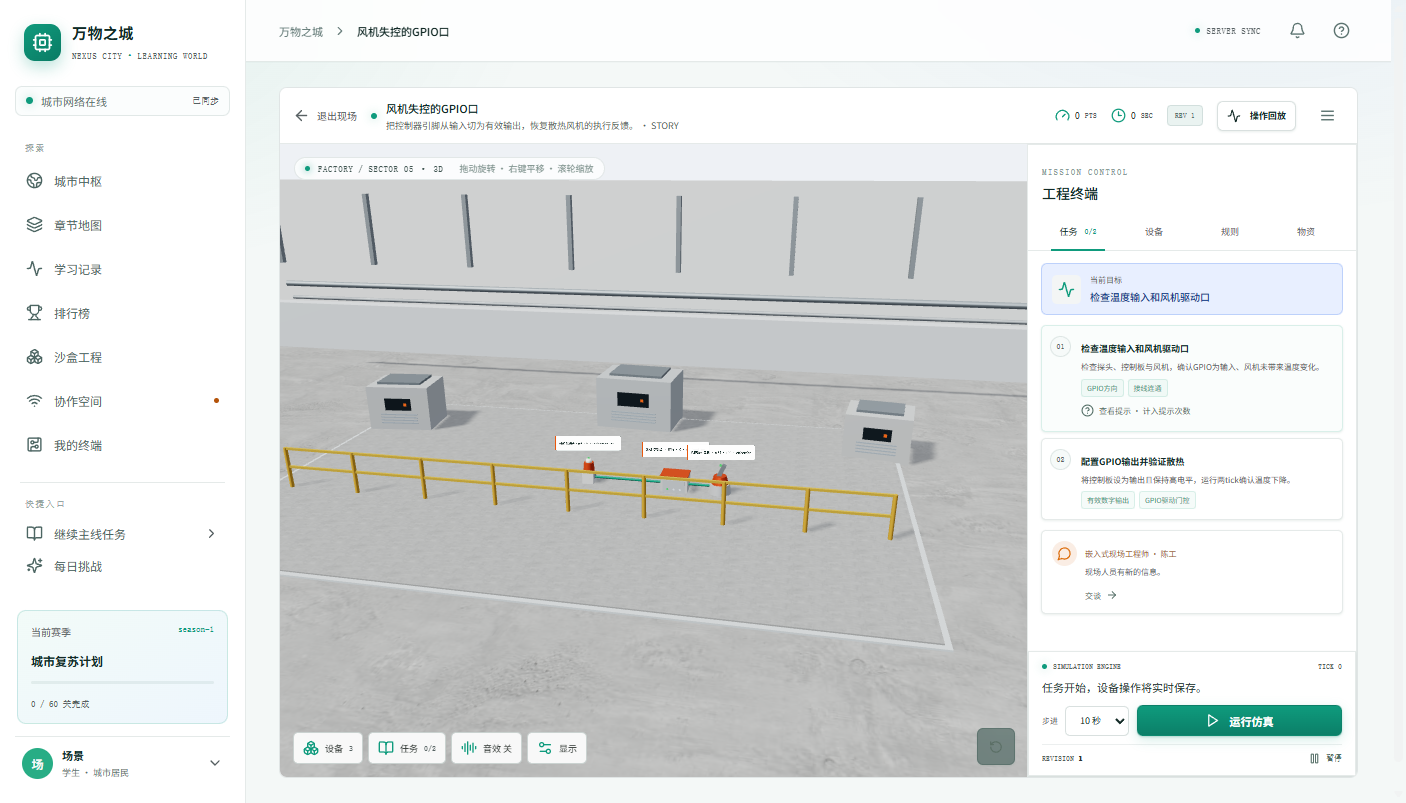 万物之城
NEXUS CITY • LEARNING WORLD
城市网络在线
已同步
探索
城市中枢
章节地图
学习记录
排行榜
沙盒工程
协作空间
我的终端
快捷入口
继续主线任务
每日挑战
当前赛季
season-1
城市复苏计划
0 / 60 关完成
场
场景
学生 • 城市居民
万物之城
风机失控的GPIO口
SERVER SYNC
退出现场
风机失控的GPIO口
把控制器引脚从输入切为有效输出，恢复散热风机的执行反馈。 • STORY
0 PTS
0 SEC
REV 1
操作回放
FACTORY / SECTOR 05 • 3D
拖动旋转 • 右键平移 • 滚轮缩放
设备 3
任务 0/2
音效 关
显示
MISSION CONTROL
工程终端
任务 0/2
设备
规则
物资
当前目标
检查温度输入和风机驱动口
01
检查温度输入和风机驱动口
检查探头、控制板与风机，确认GPIO为输入、风机未带来温度变化。
GPIO方向
接线连通
查看提示 • 计入提示次数
02
配置GPIO输出并验证散热
将控制板设为输出且保持高电平，运行两tick确认温度下降。
有效数字输出
GPIO驱动门控
嵌入式现场工程师 • 陈工
现场人员有新的信息。
交谈
SIMULATION ENGINE
TICK 0
任务开始，设备操作将实时保存。
步进
10 秒
运行仿真
REVISION 1
暂停